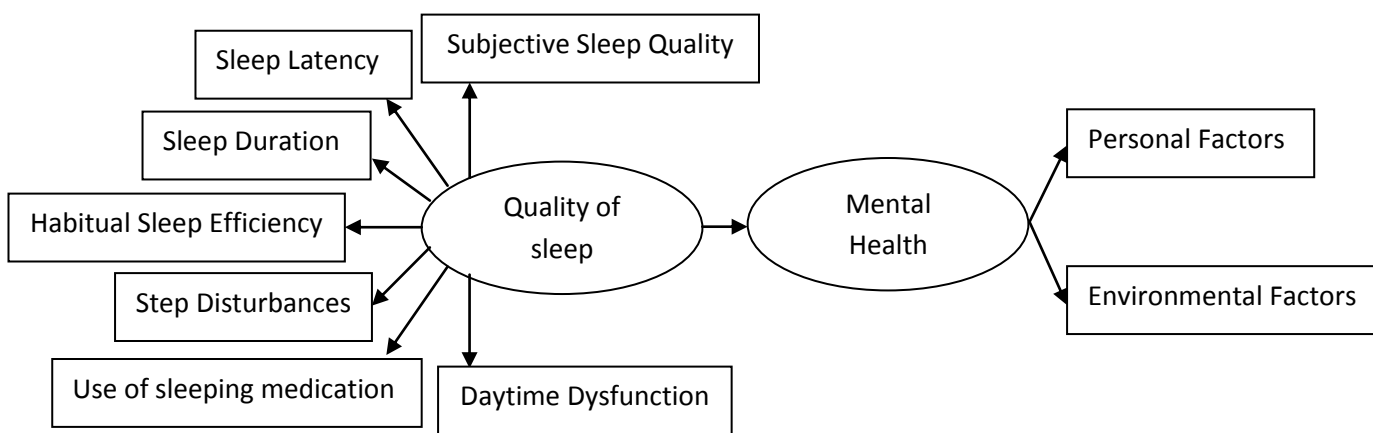 Subjective Sleep Quality
Sleep Latency
Sleep Duration
Habitual Sleep Efficiency
Step Disturbances
Use of sleeping medication
Daytime Dysfunction
Quality of
sleep
Mental
Health
Personal Factors
Environmental Factors